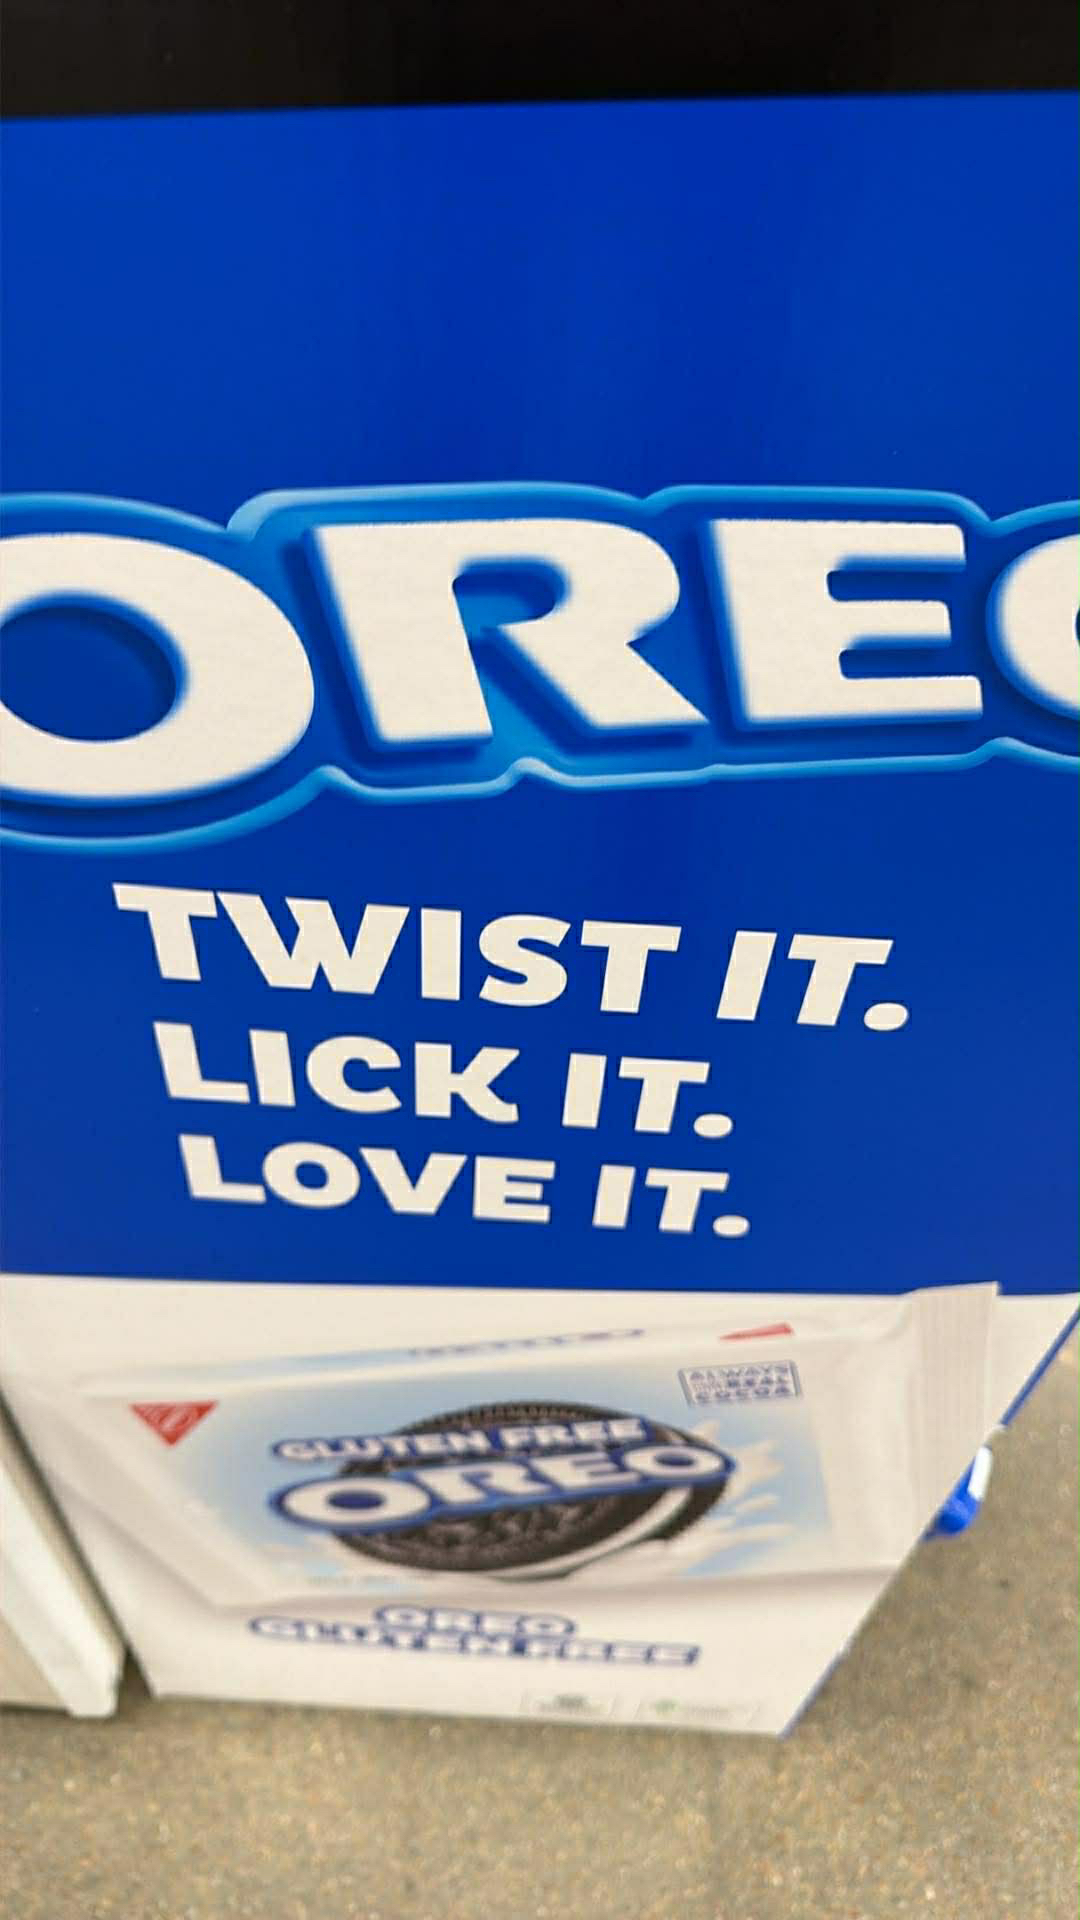 OREO
TWIST IT.
LICK IT.
LOVE IT.
ALWAYS
REAL
COCOA
GLUTEN FREE
OREO
OREO
GLUTEN FREE